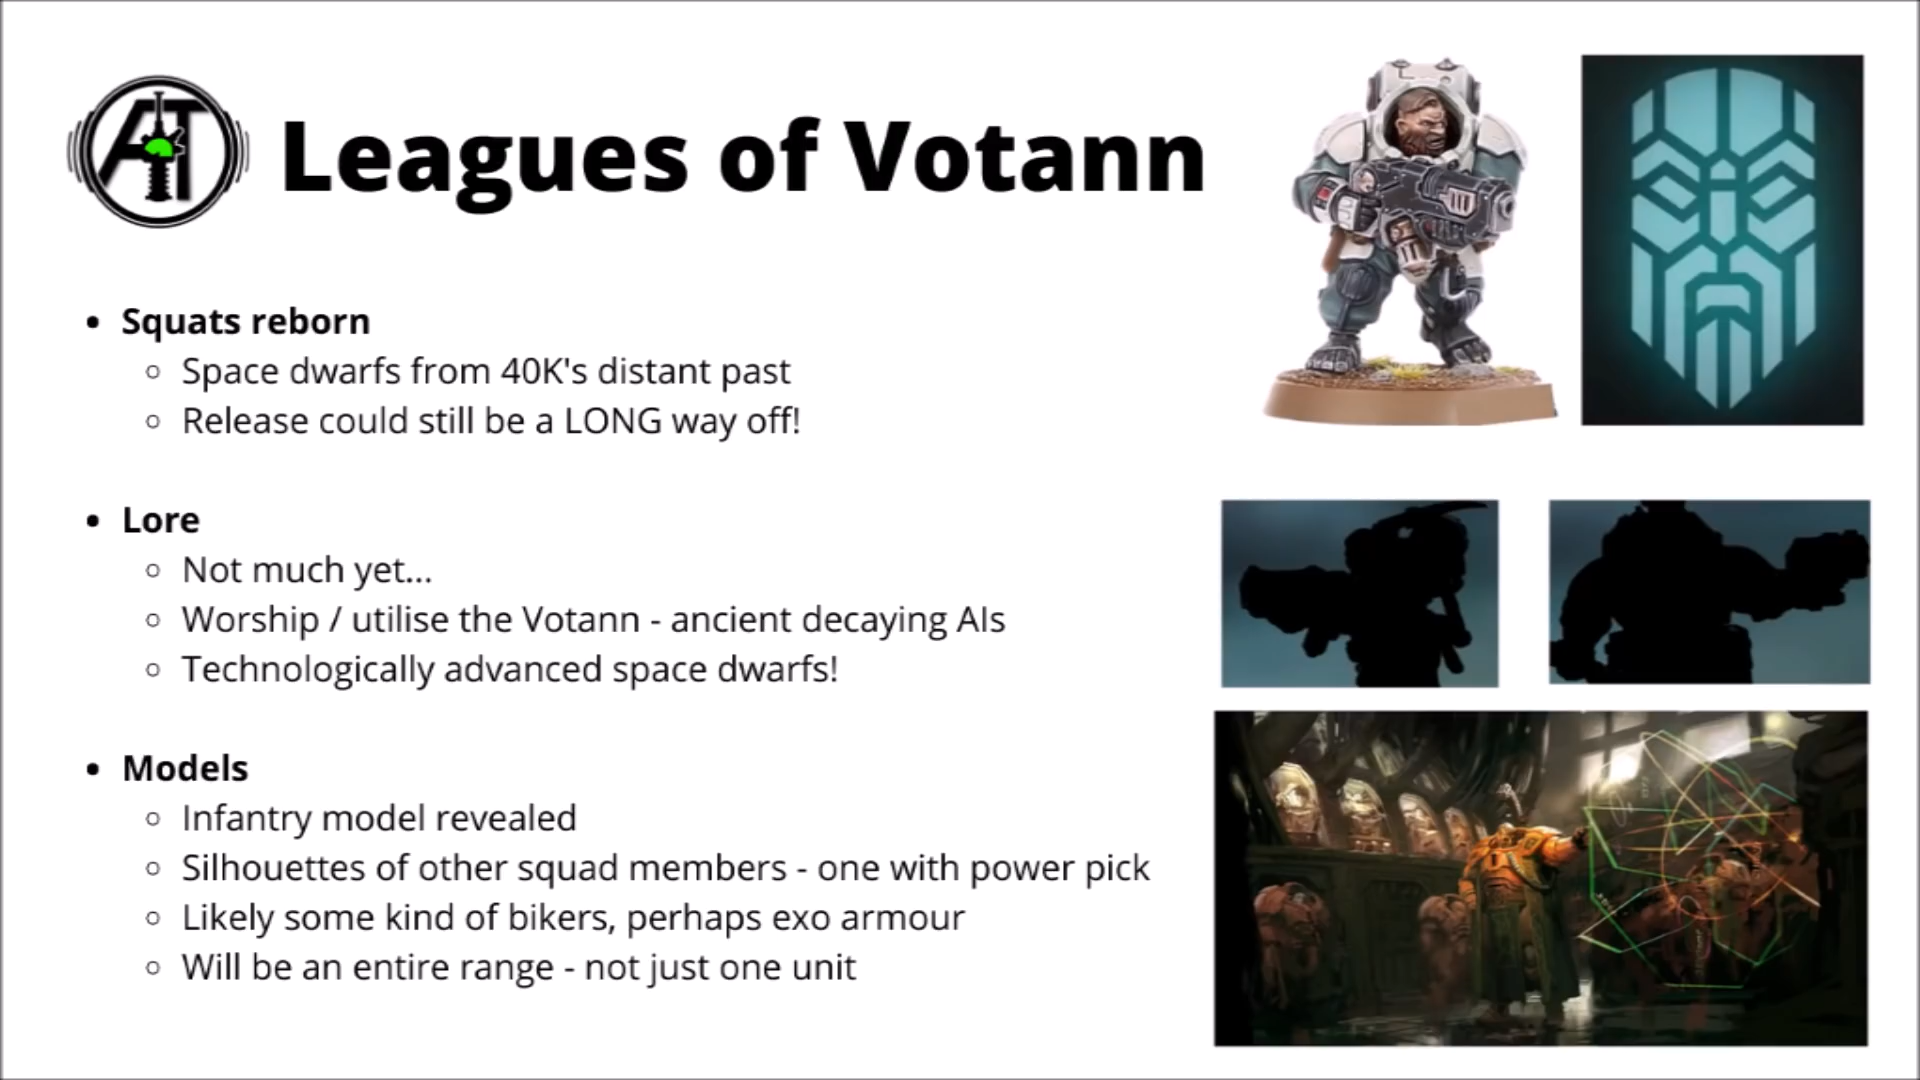 AT
Leagues of Votann
• Squats reborn
○ Space dwarfs from 40K's distant past
○ Release could still be a LONG way off!
• Lore
○ Not much yet...
○ Worship / utilise the Votann - ancient decaying AIs
○ Technologically advanced space dwarfs!
• Models
○ Infantry model revealed
○ Silhouettes of other squad members - one with power pick
○ Likely some kind of bikers, perhaps exo armour
○ Will be an entire range - not just one unit